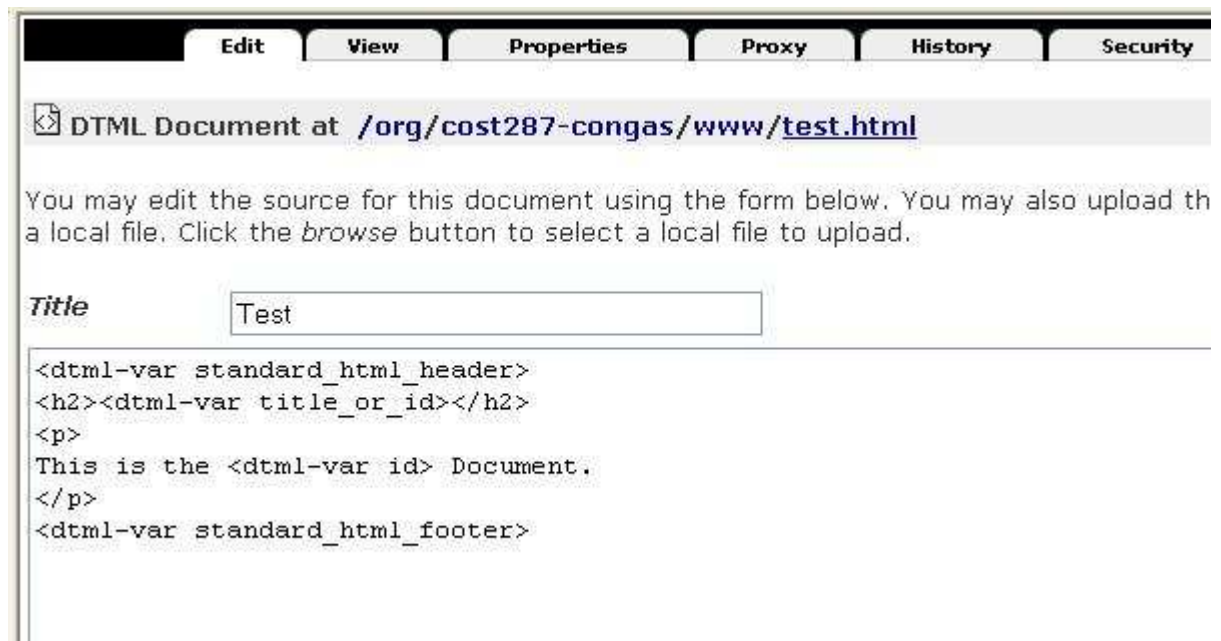 Edit View Properties Proxy History Security
DTML Document at /org/cost287-congas/www/test.html
You may edit the source for this document using the form below. You may also upload th
a local file. Click the browse button to select a local file to upload.
Title Test
<dtml-var standard_html_header>
<h2><dtml-var title_or_id></h2>
<p>
This is the <dtml-var id> Document.
</p>
<dtml-var standard_html_footer>